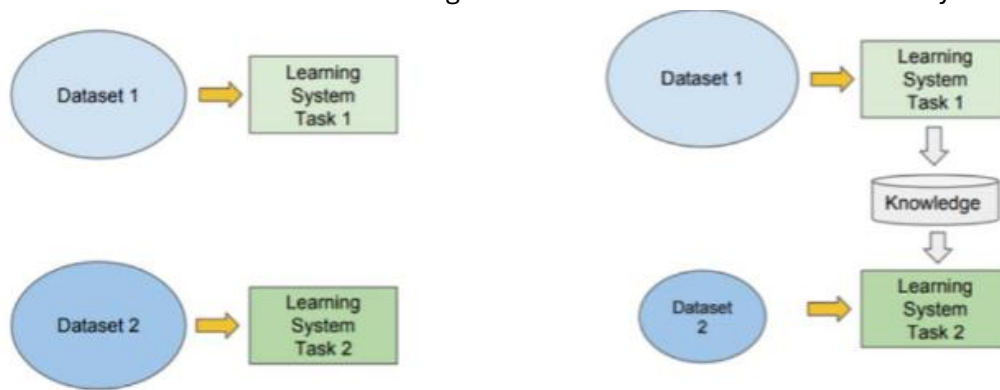 Dataset 1
Learning
System
Task 1
Dataset 2
Learning
System
Task 2
Dataset 1
Learning
System
Task 1
Knowledge
Dataset
2
Learning
System
Task 2